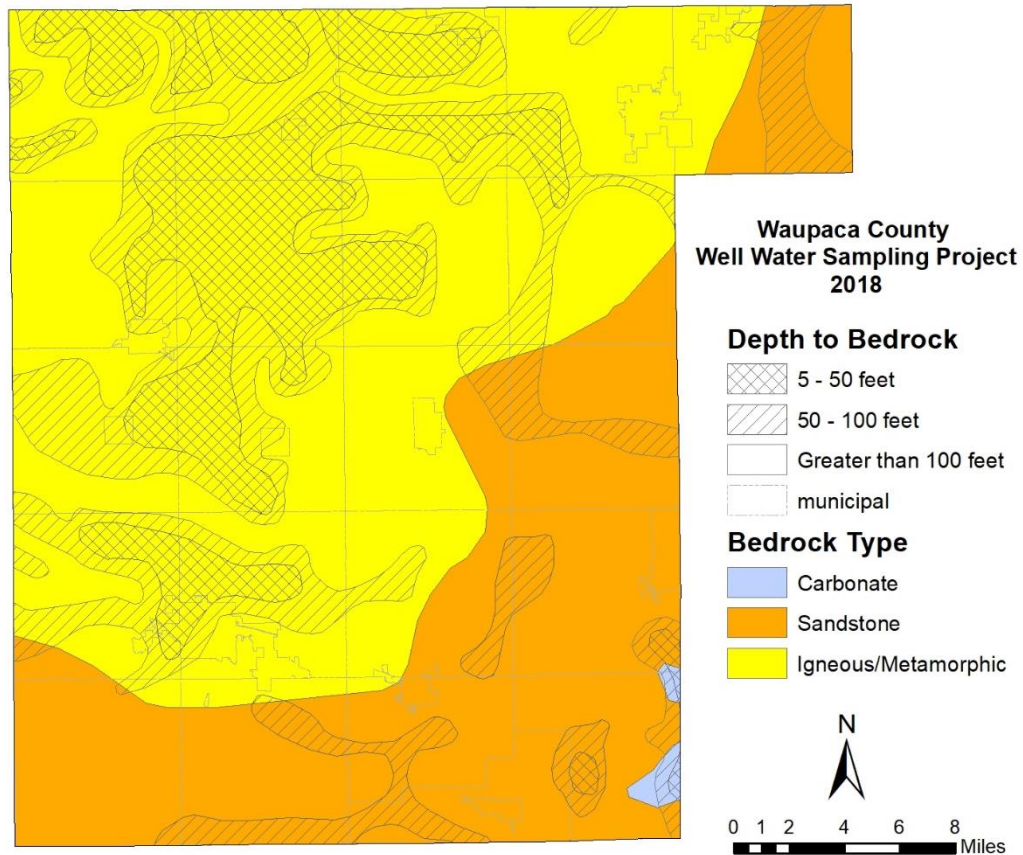 Waupaca County
Well Water Sampling Project
2018
Depth to Bedrock
5 - 50 feet
50 - 100 feet
Greater than 100 feet
municipal
Bedrock Type
Carbonate
Sandstone
Igneous/Metamorphic
N
0 1 2 4 6 8
Miles